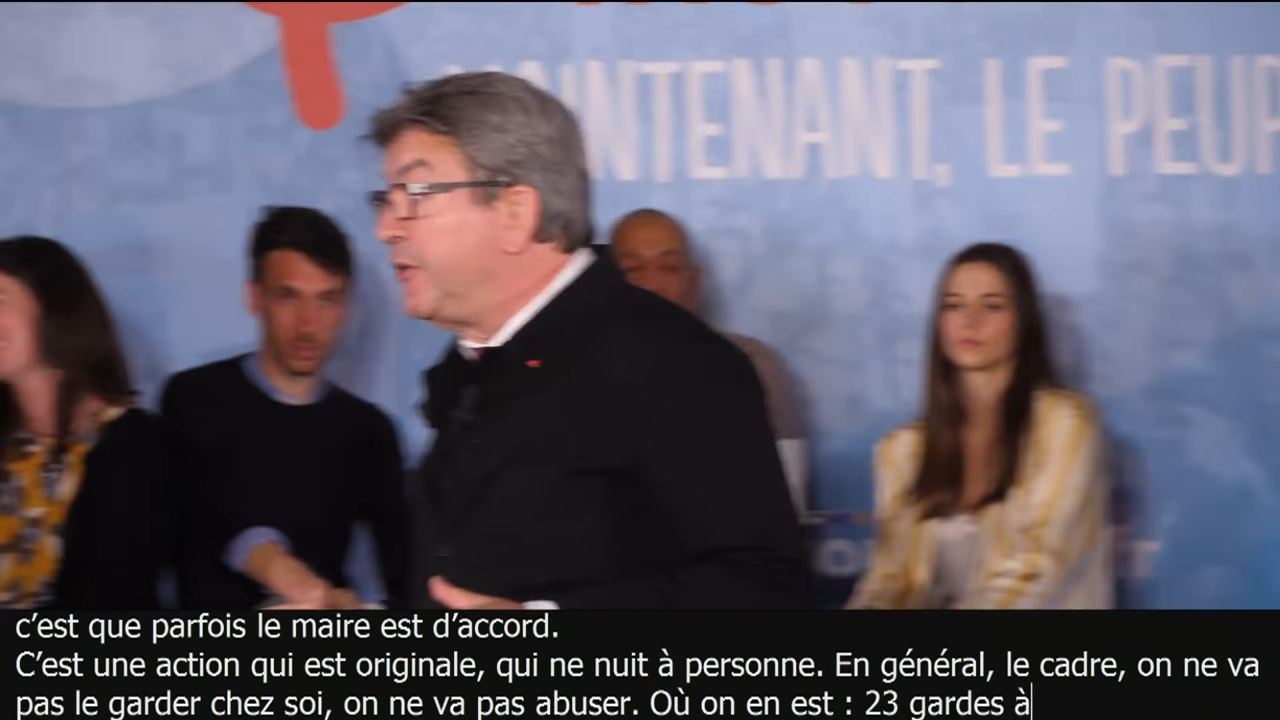 MAINTENANT, LE PEUP
c’est que parfois le maire est d’accord.
C’est une action qui est originale, qui ne nuit à personne. En général, le cadre, on ne va
pas le garder chez soi, on ne va pas abuser. Où on en est : 23 gardes à